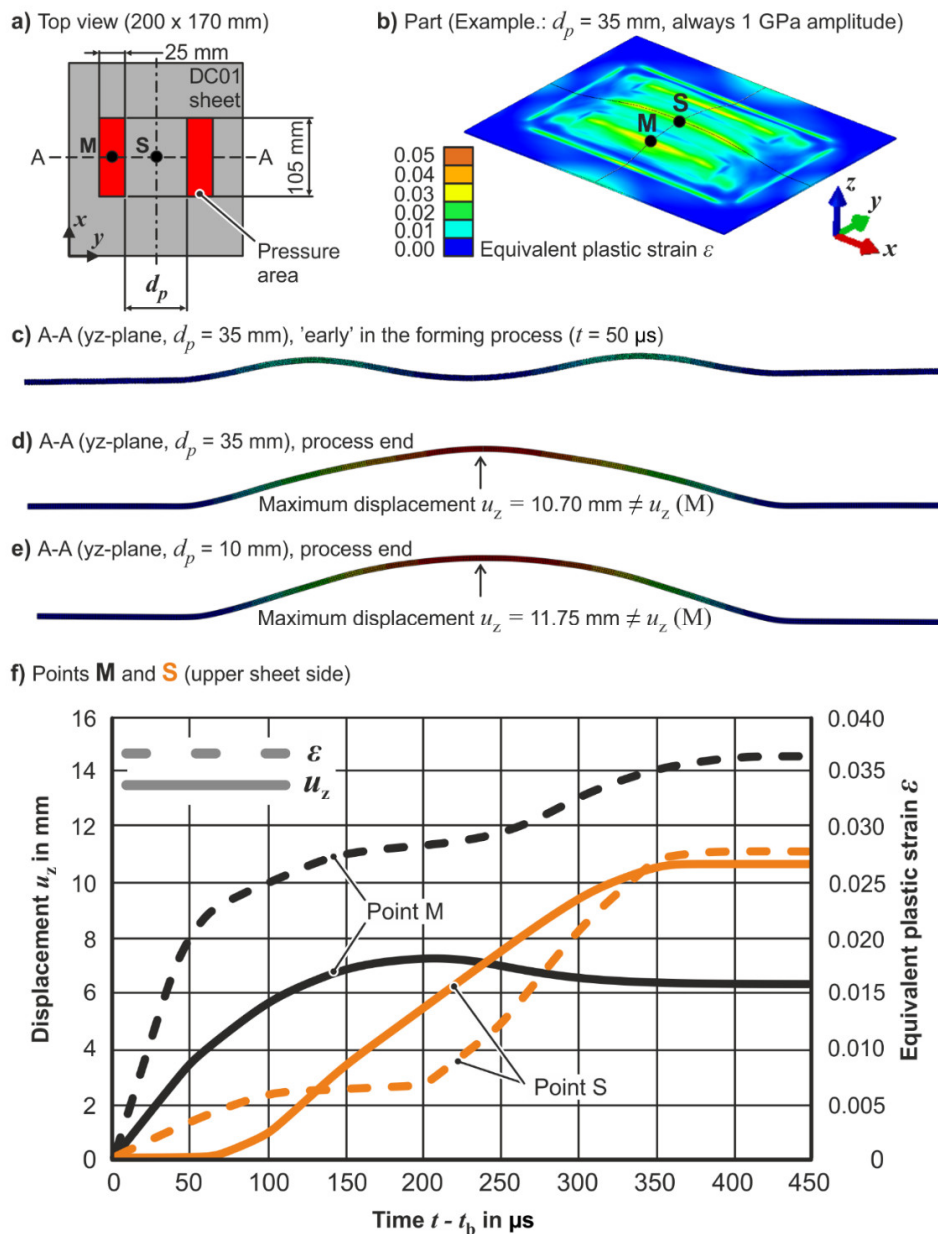 a) Top view (200 x 170 mm)
25 mm
DC01
sheet
M
S
A
A
105 mm
x
y
Pressure
area
d_p
b) Part (Example.: d_p = 35 mm, always 1 GPa amplitude)
S
M
0.05
0.04
0.03
0.02
0.01
0.00
Equivalent plastic strain ε
z
y
x
c) A-A (yz-plane, d_p = 35 mm), 'early' in the forming process (t = 50 µs)
d) A-A (yz-plane, d_p = 35 mm), process end
Maximum displacement u_z = 10.70 mm ≠ u_z (M)
e) A-A (yz-plane, d_p = 10 mm), process end
Maximum displacement u_z = 11.75 mm ≠ u_z (M)
f) Points M and S (upper sheet side)
16
14
12
10
8
6
4
2
0
Displacement u_z in mm
ε
u_z
Point M
Point S
0.040
0.035
0.030
0.025
0.020
0.015
0.010
0.005
0
Equivalent plastic strain ε
0 50 100 150 200 250 300 350 400 450
Time t - t_b in µs